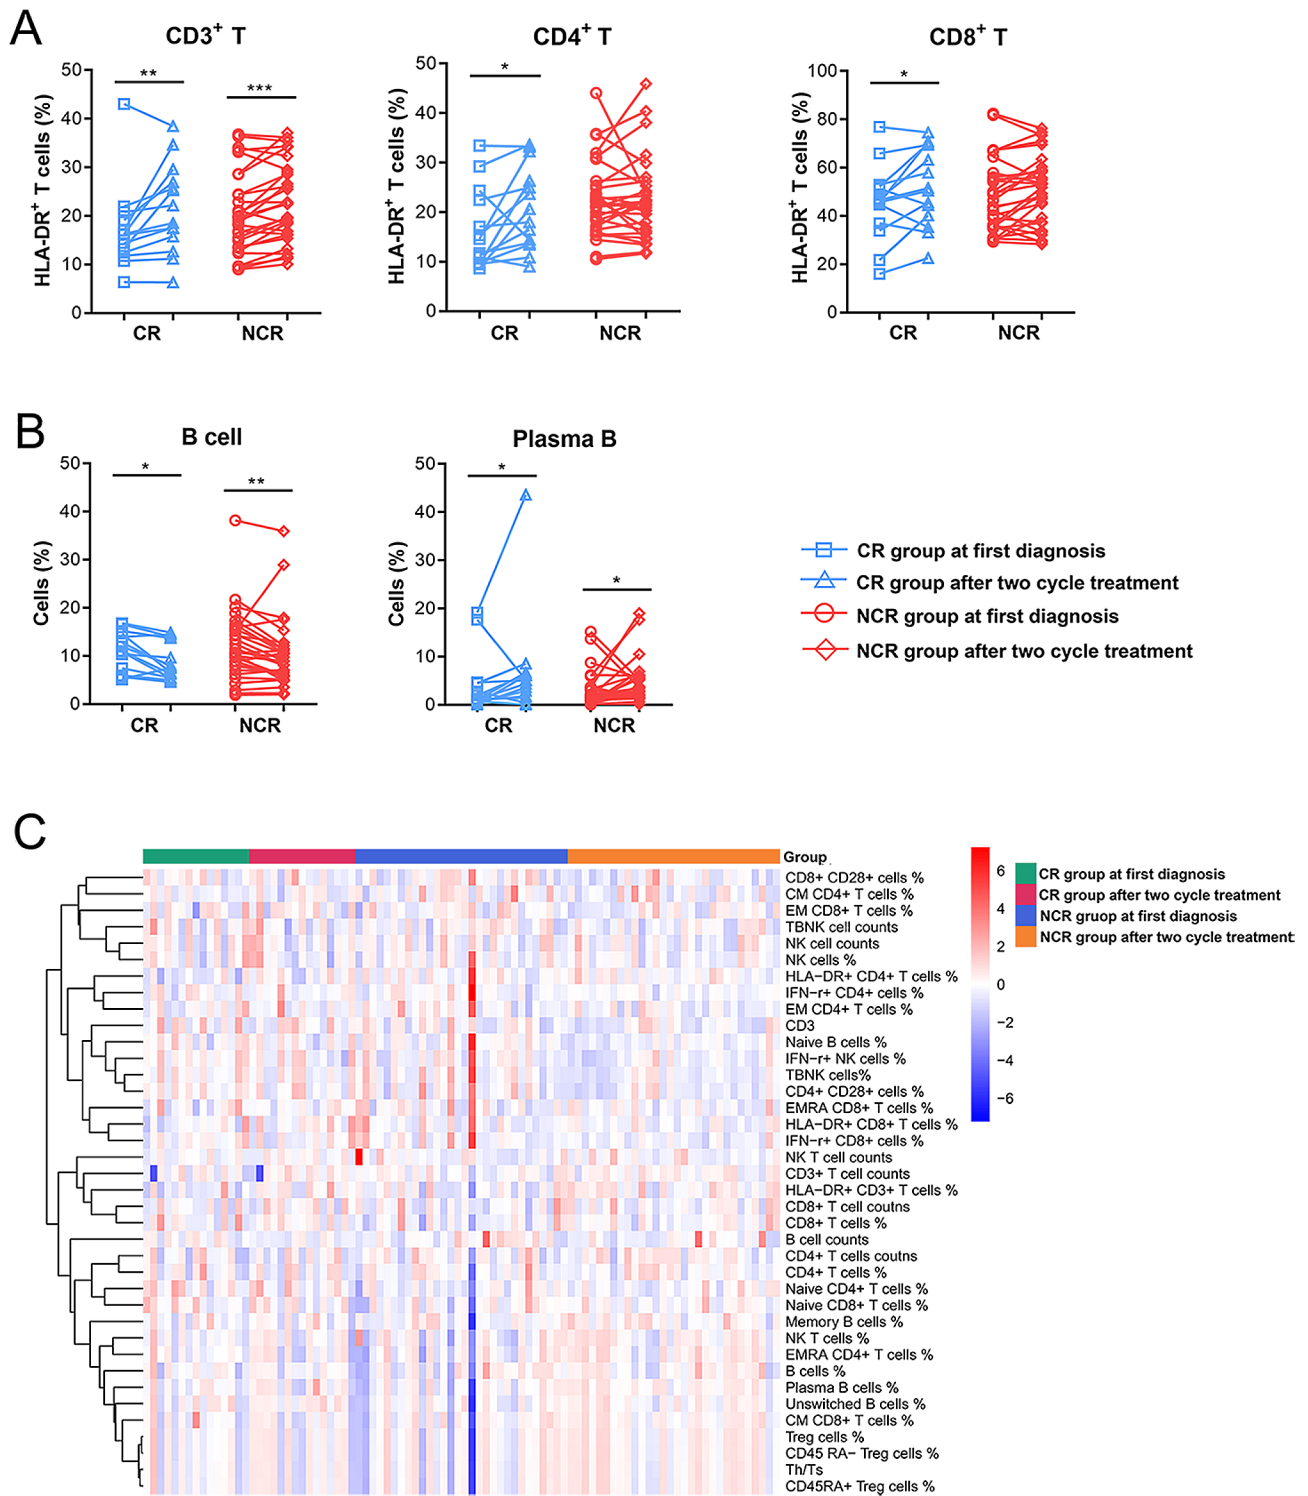 A
CD3+ T
CD4+ T
CD8+ T
HLA-DR+ T cells (%)
50
40
30
20
10
0
**
***
CR
NCR
HLA-DR+ T cells (%)
50
40
30
20
10
0
*
CR
NCR
HLA-DR+ T cells (%)
100
80
60
40
20
0
*
CR
NCR
B
B cell
Plasma B
Cells (%)
50
40
30
20
10
0
*
**
CR
NCR
Cells (%)
50
40
30
20
10
0
*
*
CR
NCR
CR group at first diagnosis
CR group after two cycle treatment
NCR group at first diagnosis
NCR group after two cycle treatment
C
Group
CD8+ CD28+ cells %
CM CD4+ T cells %
EM CD8+ T cells %
TBNK cell counts
NK cell counts
NK cells %
HLA−DR+ CD4+ T cells %
IFN−r+ CD4+ cells %
EM CD4+ T cells %
CD3
Naive B cells %
IFN−r+ NK cells %
TBNK cells%
CD4+ CD28+ cells %
EMRA CD8+ T cells %
HLA−DR+ CD8+ T cells %
IFN−r+ CD8+ cells %
NK T cell counts
CD3+ T cell counts
HLA−DR+ CD3+ T cells %
CD8+ T cell coutns
CD8+ T cells %
B cell counts
CD4+ T cells coutns
CD4+ T cells %
Naive CD4+ T cells %
Naive CD8+ T cells %
Memory B cells %
NK T cells %
EMRA CD4+ T cells %
B cells %
Plasma B cells %
Unswitched B cells %
CM CD8+ T cells %
Treg cells %
CD45 RA− Treg cells %
Th/Ts
CD45RA+ Treg cells %
6
4
2
0
−2
−4
−6
CR group at first diagnosis
CR group after two cycle treatment
NCR gruop at first diagnosis
NCR group after two cycle treatment